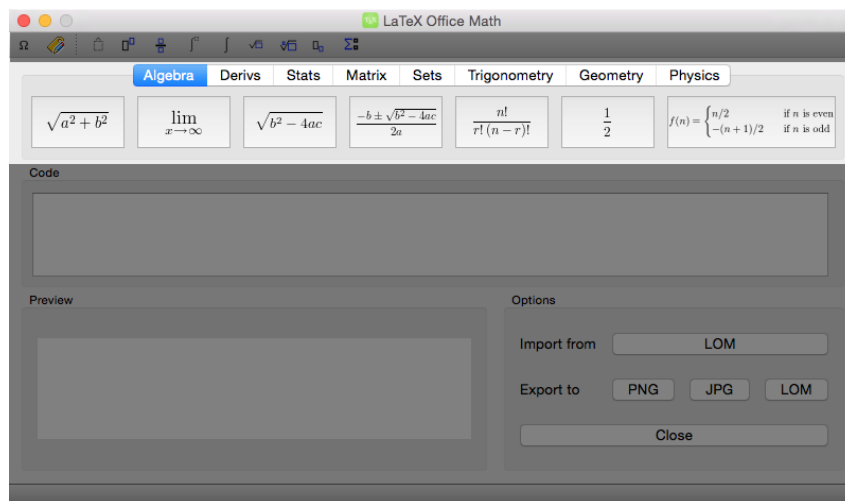 LaTeX Office Math
Ω
Algebra Derivs Stats Matrix Sets Trigonometry Geometry Physics
√a² + b² lim x→∞ √b² − 4ac −b ± √b² − 4ac / 2a n! / r! (n − r)! 1/2 f(n) = { n/2 if n is even
−(n + 1)/2 if n is odd
Code
Preview Options
Import from LOM
Export to PNG JPG LOM
Close